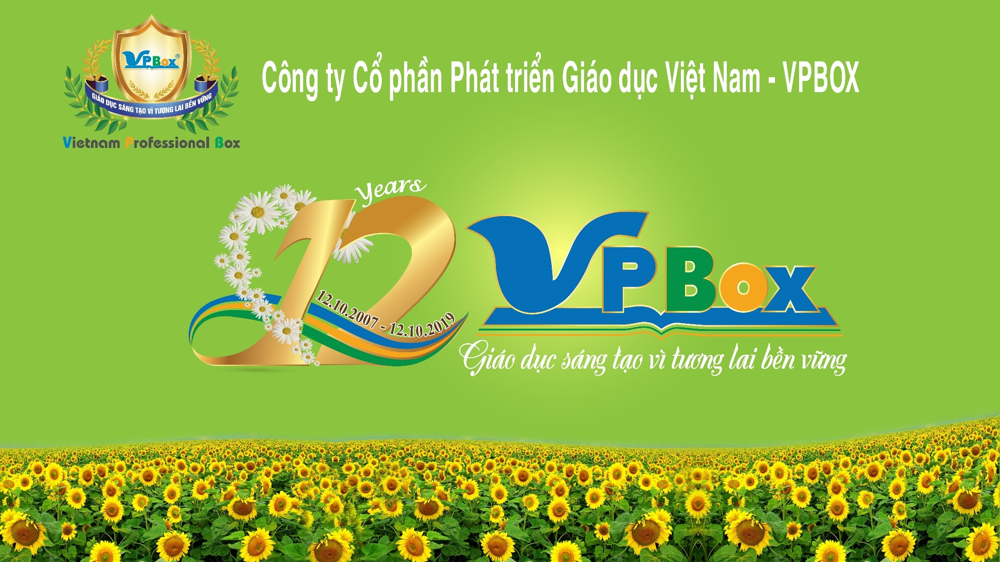 VPBox®
GIÁO DỤC SÁNG TẠO VÌ TƯƠNG LAI BỀN VỮNG
Vietnam Professional Box
Công ty Cổ phần Phát triển Giáo dục Việt Nam - VPBOX
12 years
12.10.2007 - 12.10.2019
VPBox
Giáo dục sáng tạo vì tương lai bền vững